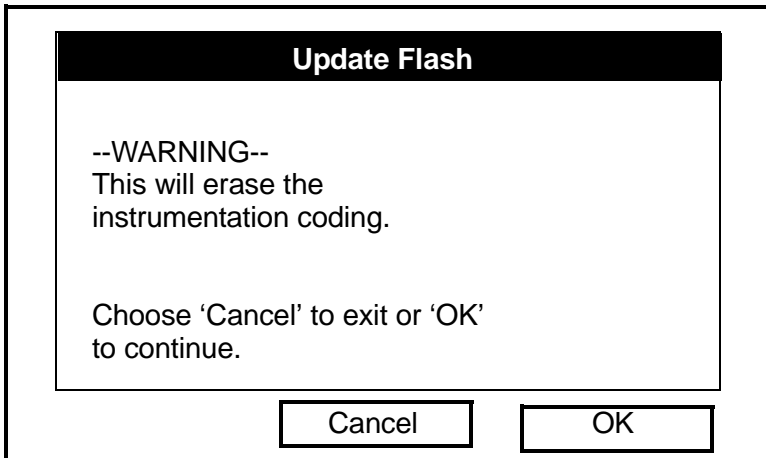 Update Flash
--WARNING--
This will erase the
instrumentation coding.
Choose ‘Cancel’ to exit or ‘OK’
to continue.
Cancel
OK